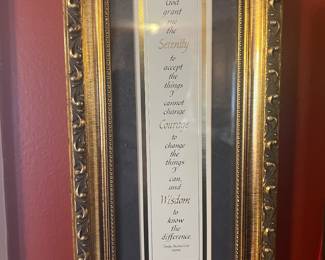 God
grant
me
the
Serenity
to
accept
the
things
I
cannot
change
Courage
to
change
the
things
I
can,
and
Wisdom
to
know
the
difference